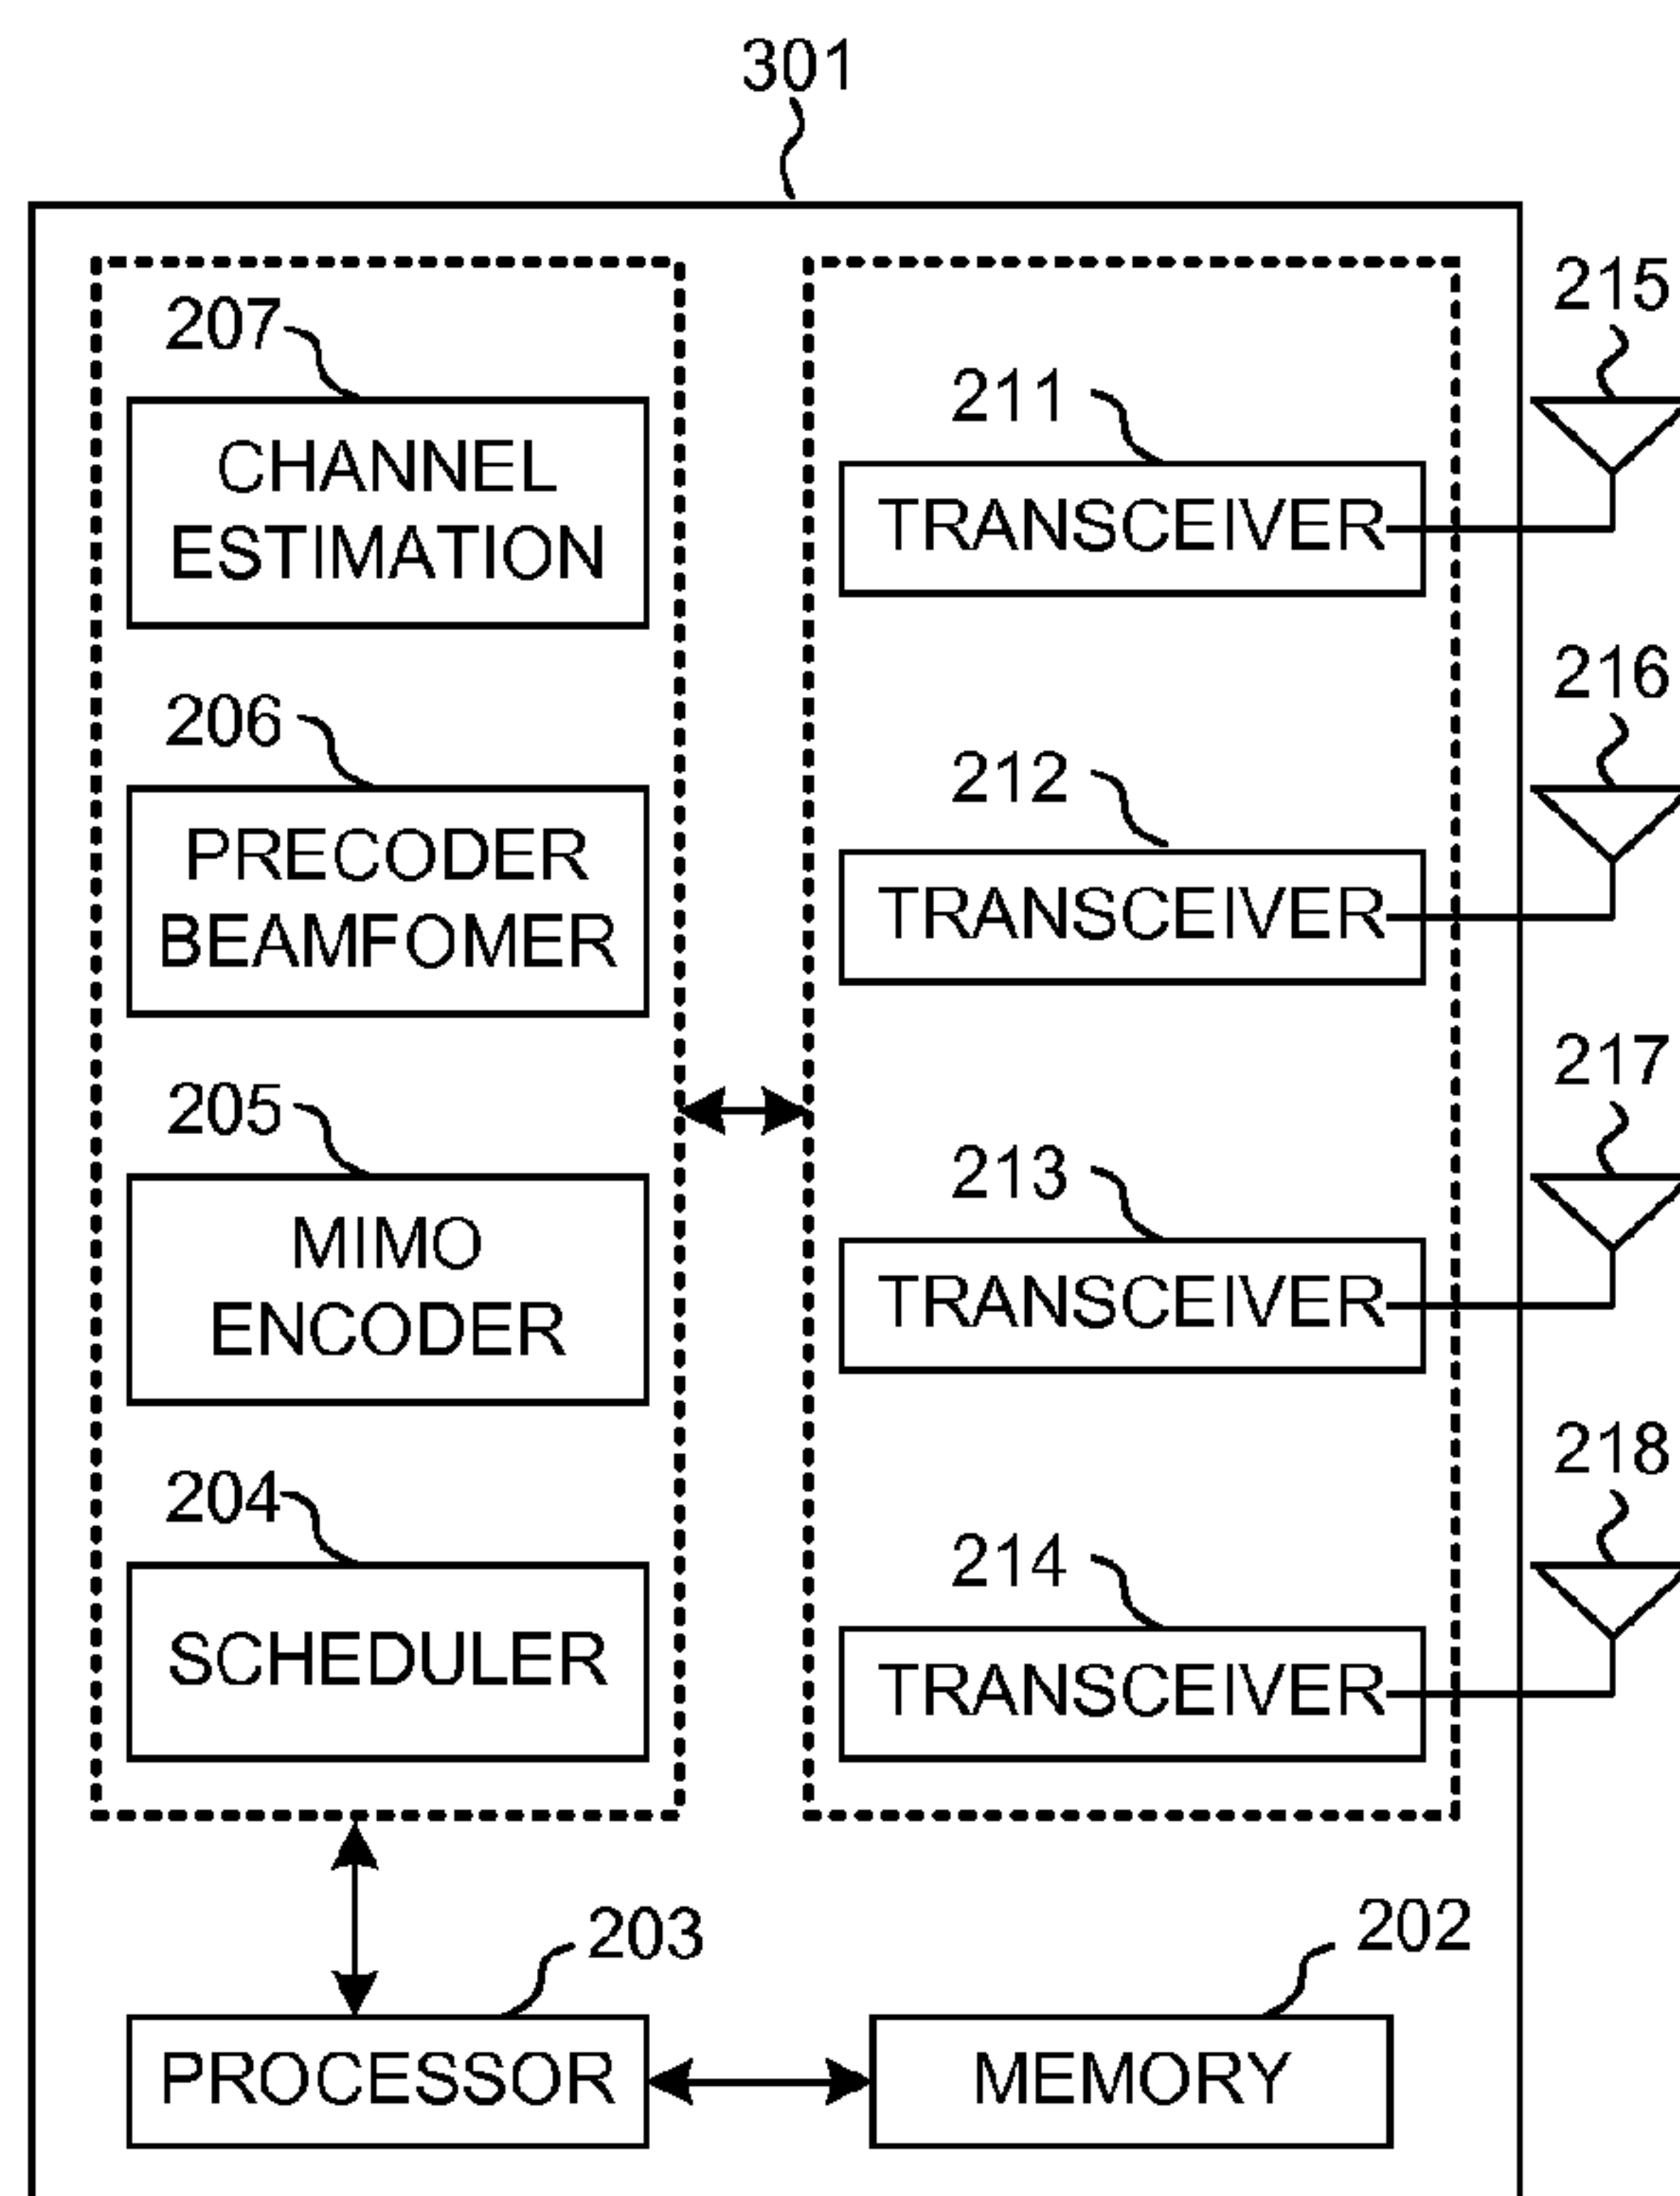 301
207
CHANNEL
ESTIMATION
206
PRECODER
BEAMFOMER
205
MIMO
ENCODER
204
SCHEDULER
211
TRANSCEIVER
212
TRANSCEIVER
213
TRANSCEIVER
214
TRANSCEIVER
215
216
217
218
203
PROCESSOR
202
MEMORY